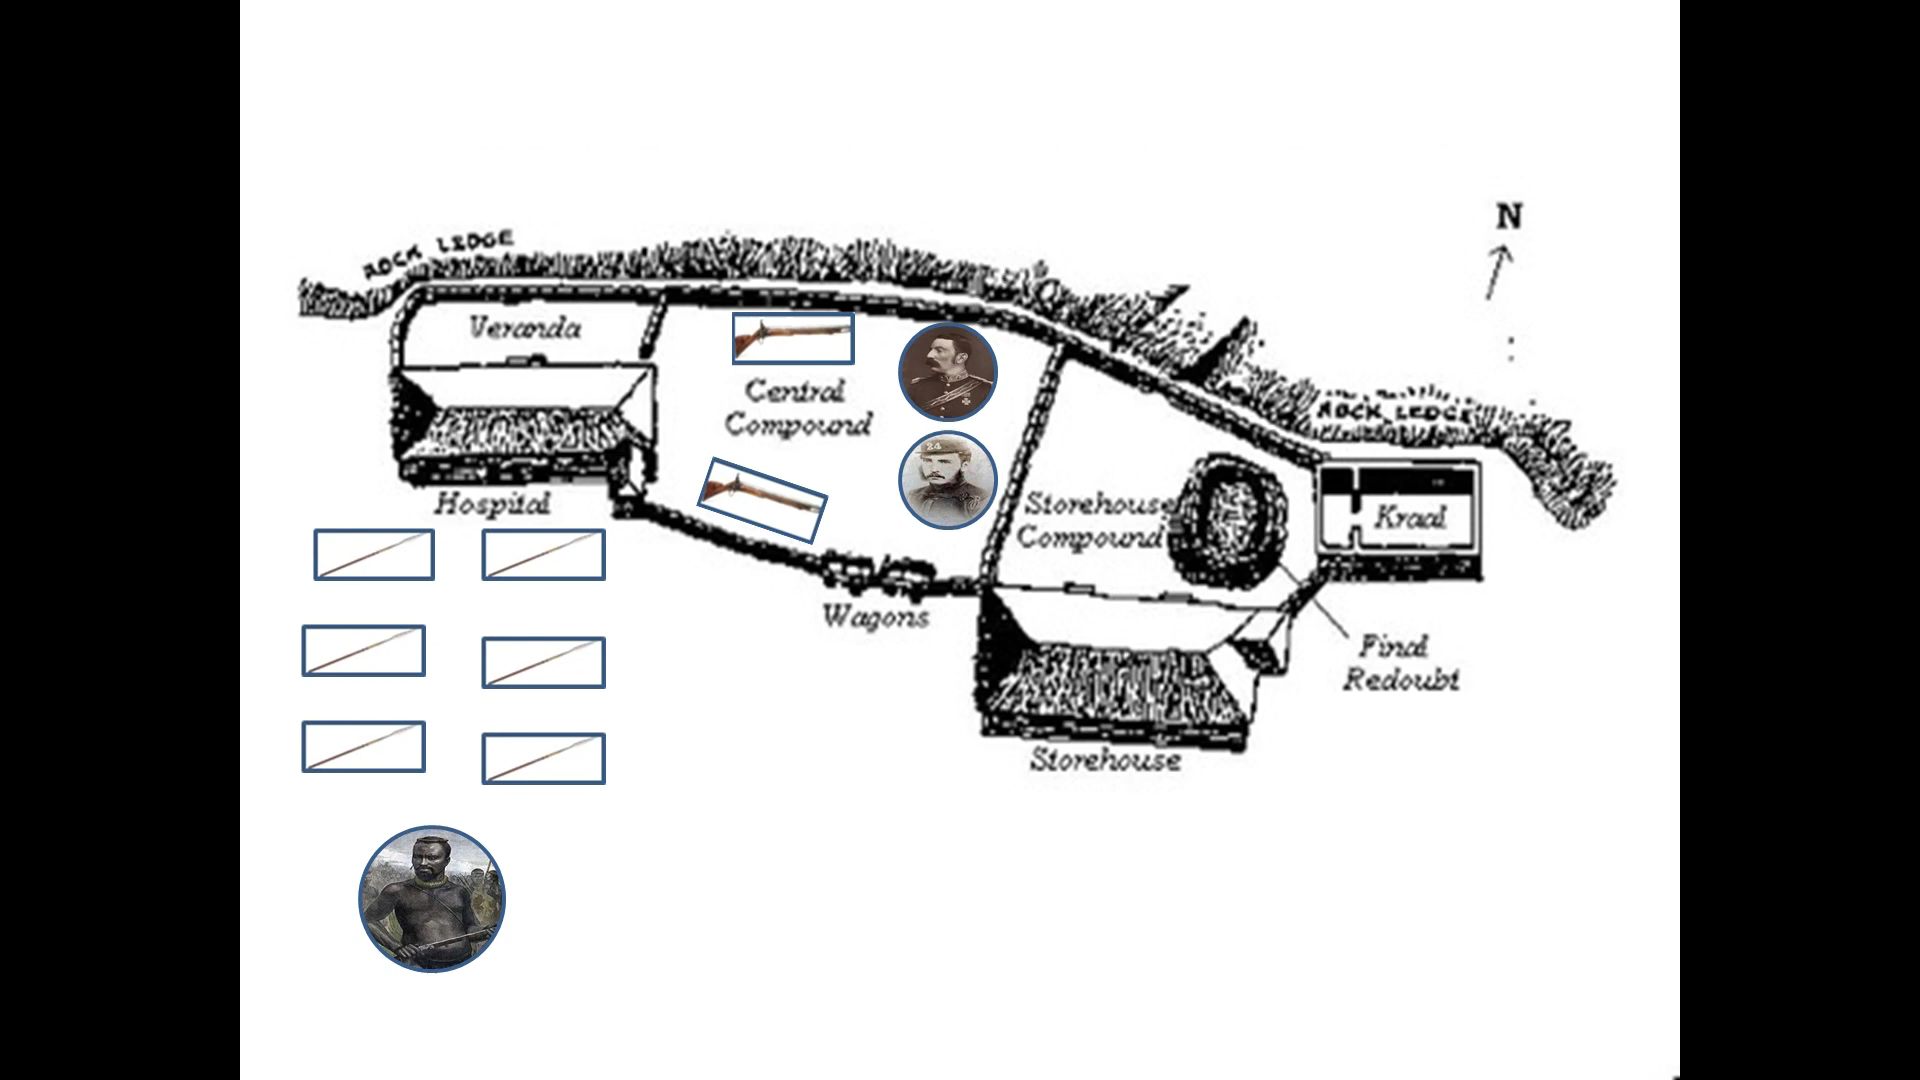 N
ROCK LEDGE
Veranda
Central
Compound
ROCK LEDGE
24
Hospital
Storehouse
Compound
Kraal
Wagons
Final
Redoubt
Storehouse